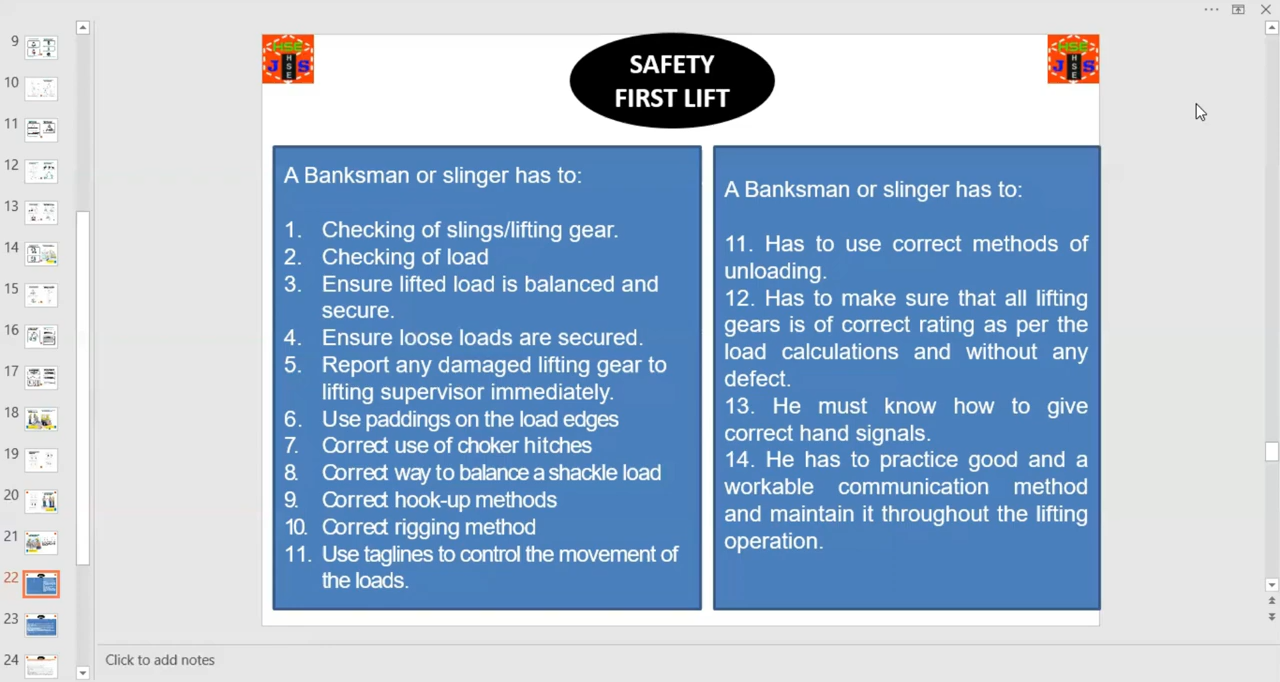 SAFETY
FIRST LIFT
HSE
J S
HSE
HSE
J S
HSE
A Banksman or slinger has to:
1. Checking of slings/lifting gear.
2. Checking of load
3. Ensure lifted load is balanced and
secure.
4. Ensure loose loads are secured.
5. Report any damaged lifting gear to
lifting supervisor immediately.
6. Use paddings on the load edges
7. Correct use of choker hitches
8. Correct way to balance a shackle load
9. Correct hook-up methods
10. Correct rigging method
11. Use taglines to control the movement of
the loads.
A Banksman or slinger has to:
11. Has to use correct methods of
unloading.
12. Has to make sure that all lifting
gears is of correct rating as per the
load calculations and without any
defect.
13. He must know how to give
correct hand signals.
14. He has to practice good and a
workable communication method
and maintain it throughout the lifting
operation.
9
10
11
12
13
14
15
16
17
18
19
20
21
22
23
24
Click to add notes